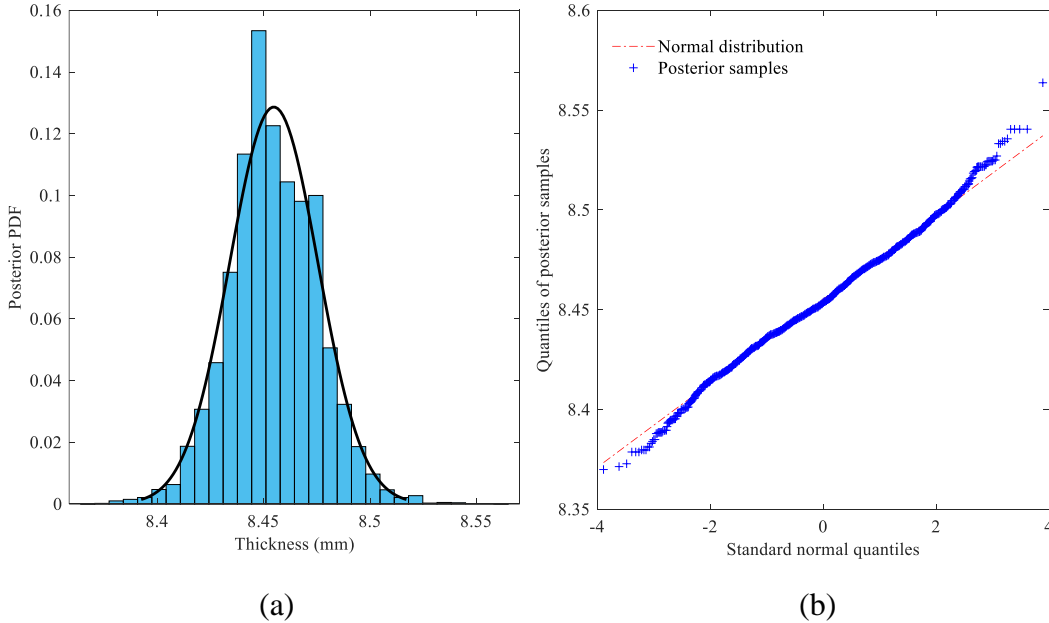 0.16
0.14
0.12
0.1
0.08
0.06
0.04
0.02
0
Posterior PDF
8.4 8.45 8.5 8.55
Thickness (mm)
(a)
8.6
8.55
8.5
8.45
8.4
8.35
Quantiles of posterior samples
Normal distribution
Posterior samples
-4 -2 0 2 4
Standard normal quantiles
(b)